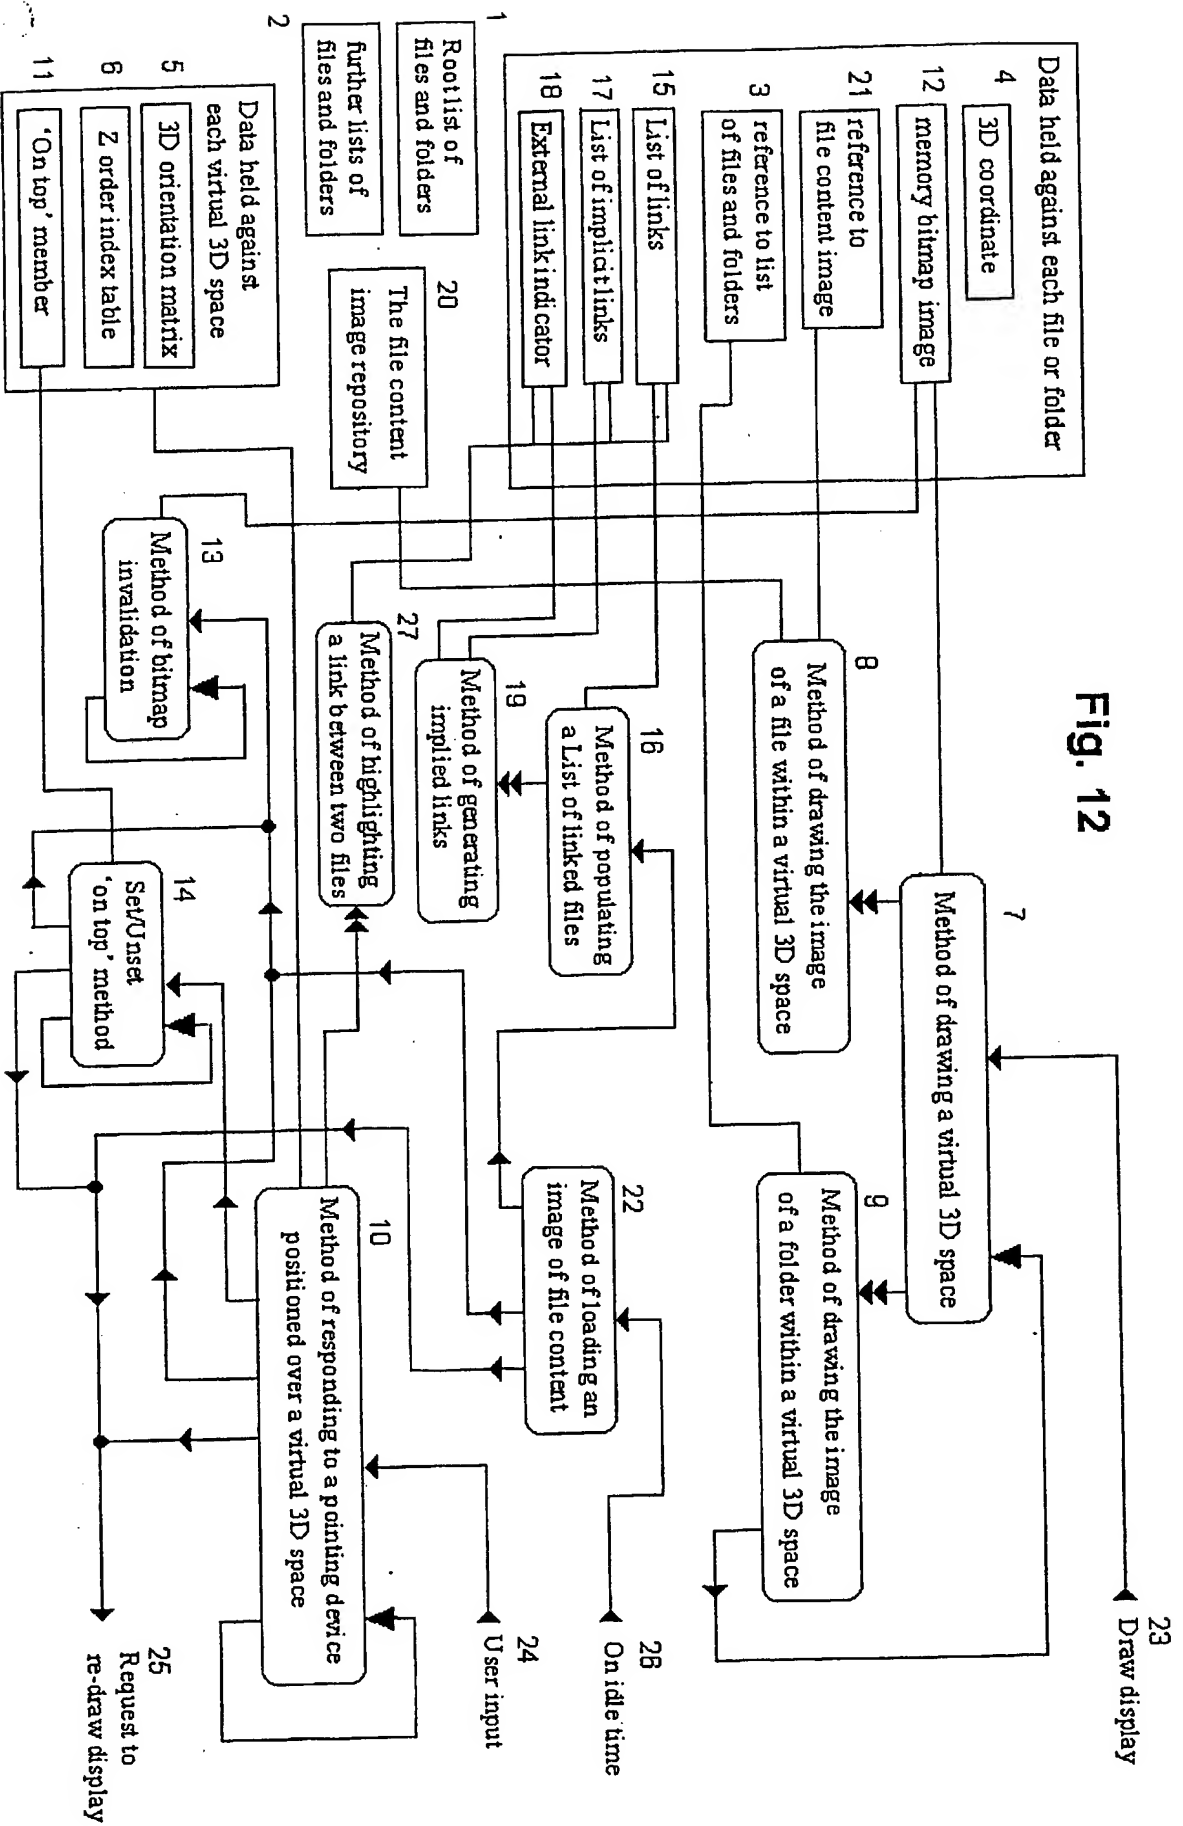 Fig. 12
Data held against each file or folder
4
3D coordinate
12
memory bitmap image
21
reference to
file content image
3
reference to list
of files and folders
15
List of links
17
List of implicit links
18
External link indicator
1
Root list of
files and folders
2
further lists of
files and folders
20
The file content
image repository
Data held against
each virtual 3D space
5
3D orientation matrix
6
Z order index table
11
'On top' member
7
Method of drawing a virtual 3D space
8
Method of drawing the image
of a file within a virtual 3D space
9
Method of drawing the image
of a folder within a virtual 3D space
16
Method of populating
a List of linked files
19
Method of generating
implied links
27
Method of highlighting
a link between two files
13
Method of bitmap
invalidation
14
Set/Unset
'on top' method
22
Method of loading an
image of file content
10
Method of responding to a pointing device
positioned over a virtual 3D space
23
Draw display
26
On idle time
24
User input
25
Request to
re-draw display